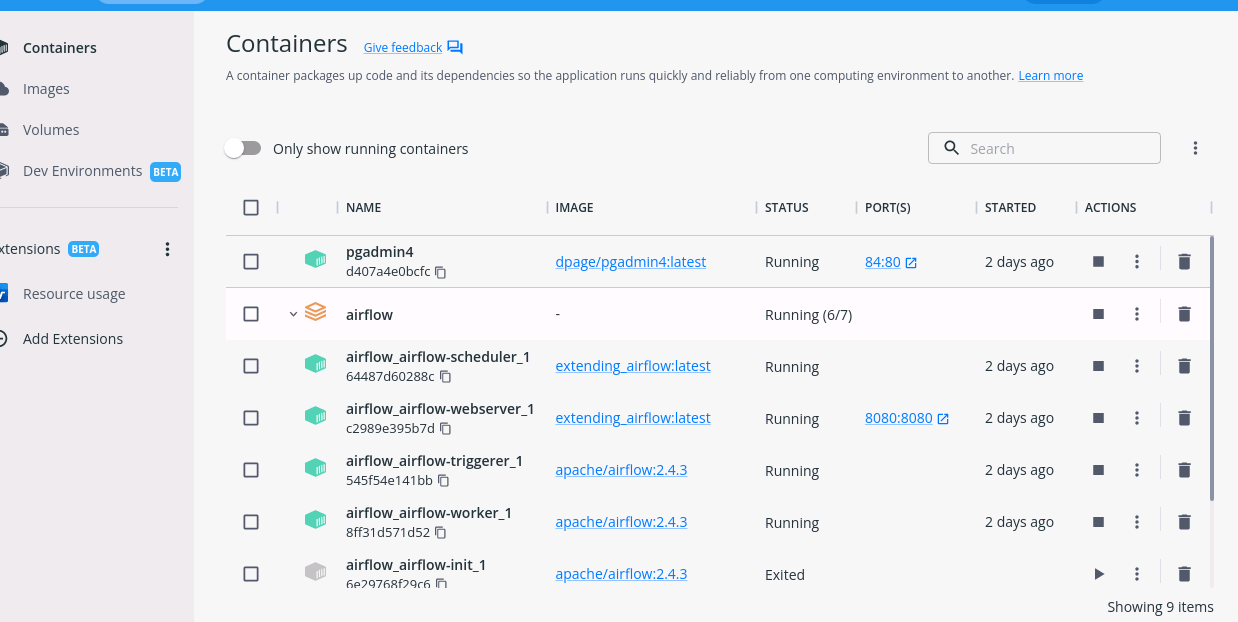 Containers
Images
Volumes
Dev Environments BETA
xtensions BETA
Resource usage
Add Extensions
Containers Give feedback
A container packages up code and its dependencies so the application runs quickly and reliably from one computing environment to another. Learn more
Only show running containers
Search
NAME IMAGE STATUS PORT(S) STARTED ACTIONS
pgadmin4
d407a4e0bcfc
dpage/pgadmin4:latest Running 84:80 2 days ago
airflow - Running (6/7)
airflow_airflow-scheduler_1
64487d60288c
extending_airflow:latest Running 2 days ago
airflow_airflow-webserver_1
c2989e395b7d
extending_airflow:latest Running 8080:8080 2 days ago
airflow_airflow-triggerer_1
545f54e141bb
apache/airflow:2.4.3 Running 2 days ago
airflow_airflow-worker_1
8ff31d571d52
apache/airflow:2.4.3 Running 2 days ago
airflow_airflow-init_1
6e29768f29c6
apache/airflow:2.4.3 Exited
Showing 9 items